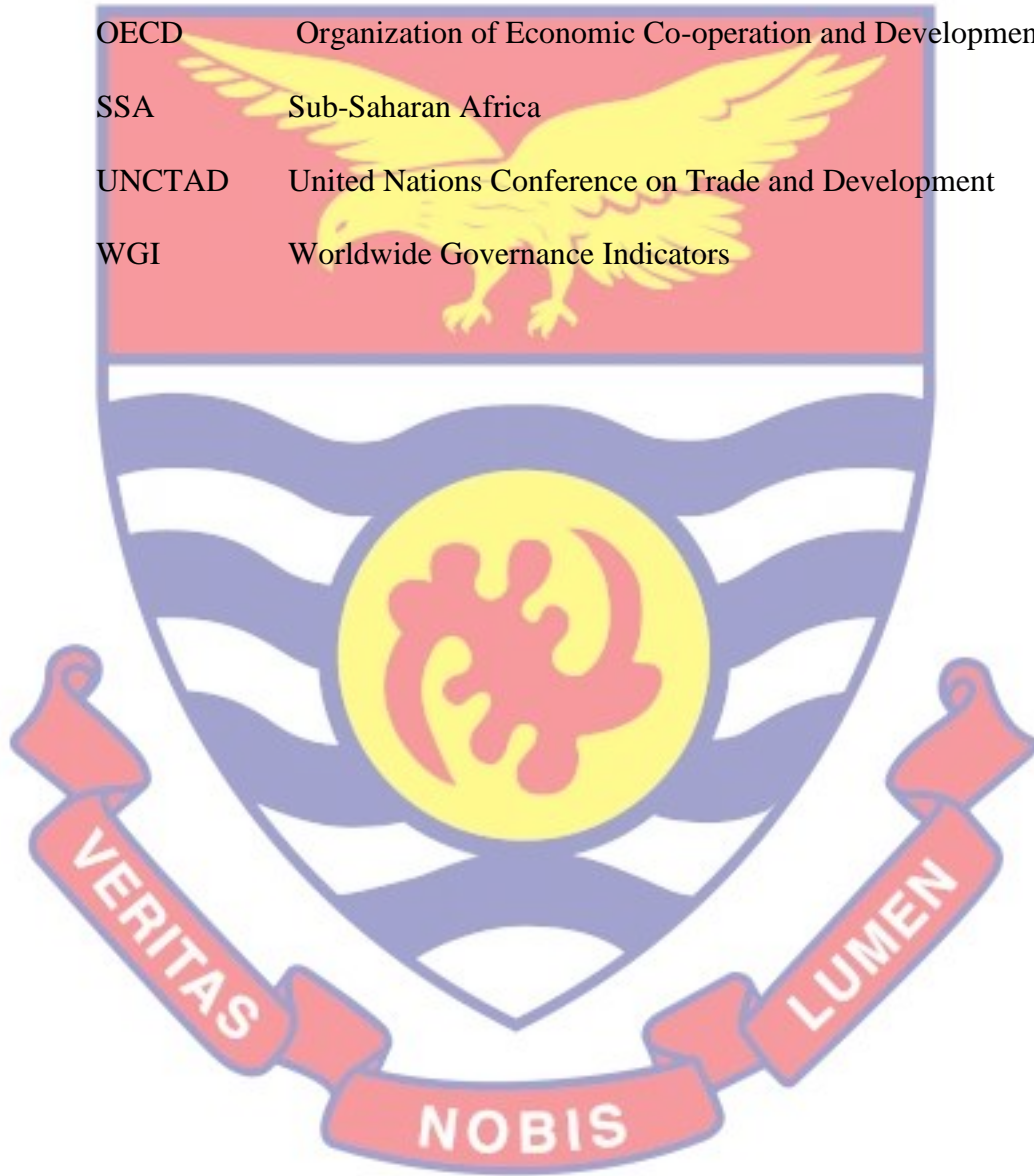 OECD Organization of Economic Co-operation and Developmen
SSA Sub-Saharan Africa
UNCTAD United Nations Conference on Trade and Development
WGI Worldwide Governance Indicators
VERITAS
NOBIS
LUMEN